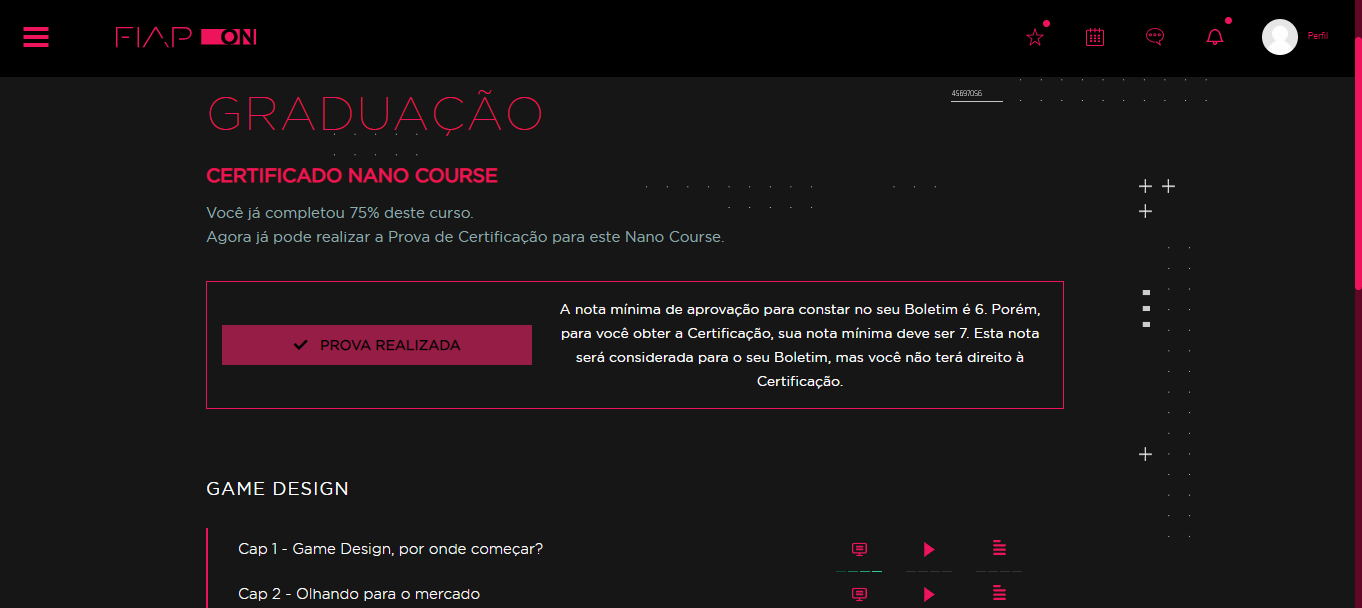 FIAP ON
Perfil
45697056
GRADUAÇÃO
CERTIFICADO NANO COURSE
Você já completou 75% deste curso.
Agora já pode realizar a Prova de Certificação para este Nano Course.
PROVA REALIZADA
A nota mínima de aprovação para constar no seu Boletim é 6. Porém,
para você obter a Certificação, sua nota mínima deve ser 7. Esta nota
será considerada para o seu Boletim, mas você não terá direito à
Certificação.
GAME DESIGN
Cap 1 - Game Design, por onde começar?
Cap 2 - Olhando para o mercado